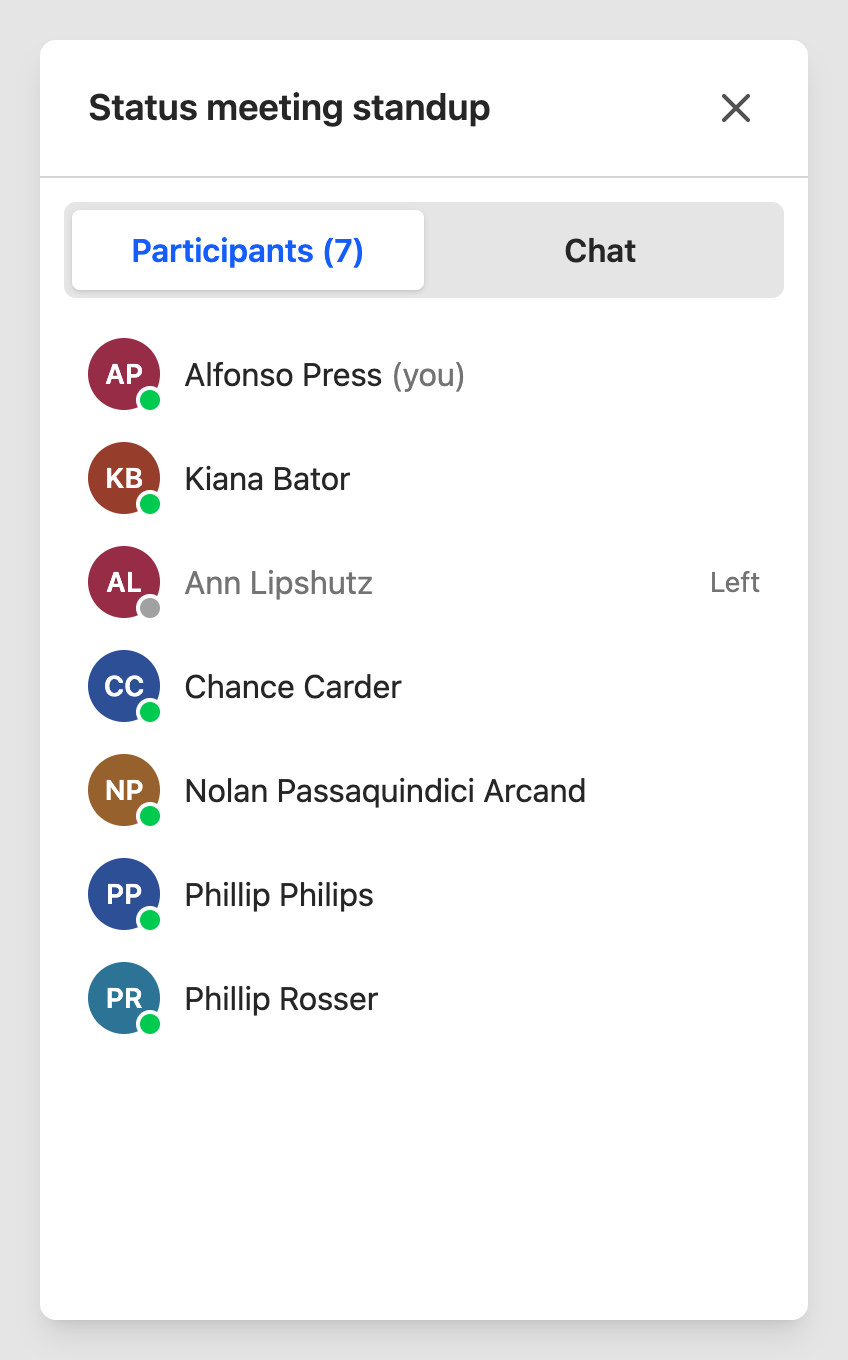 Status meeting standup
Participants (7)
Chat
AP
Alfonso Press (you)
KB
Kiana Bator
AL
Ann Lipshutz
Left
CC
Chance Carder
NP
Nolan Passaquindici Arcand
PP
Phillip Philips
PR
Phillip Rosser